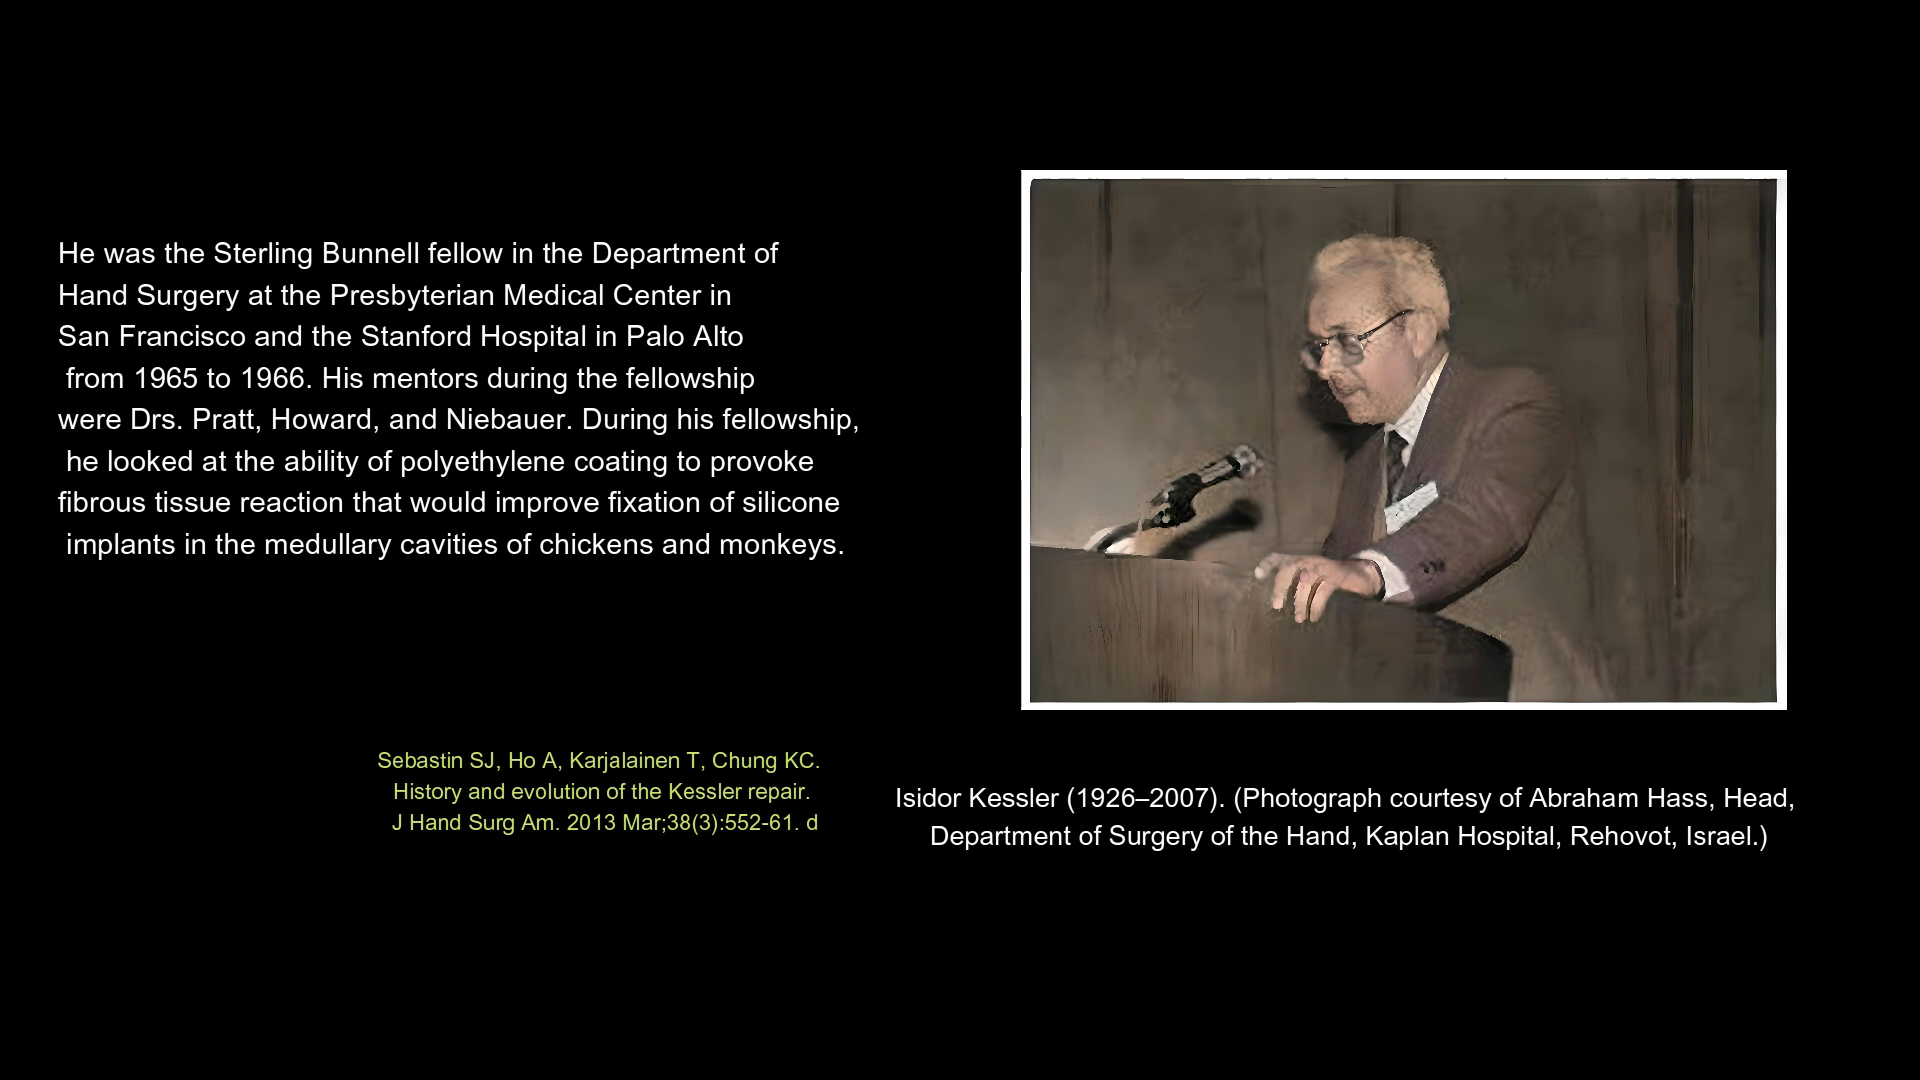 He was the Sterling Bunnell fellow in the Department of
Hand Surgery at the Presbyterian Medical Center in
San Francisco and the Stanford Hospital in Palo Alto
from 1965 to 1966. His mentors during the fellowship
were Drs. Pratt, Howard, and Niebauer. During his fellowship,
he looked at the ability of polyethylene coating to provoke
fibrous tissue reaction that would improve fixation of silicone
implants in the medullary cavities of chickens and monkeys.
Sebastin SJ, Ho A, Karjalainen T, Chung KC.
History and evolution of the Kessler repair.
J Hand Surg Am. 2013 Mar;38(3):552-61. d
Isidor Kessler (1926–2007). (Photograph courtesy of Abraham Hass, Head,
Department of Surgery of the Hand, Kaplan Hospital, Rehovot, Israel.)